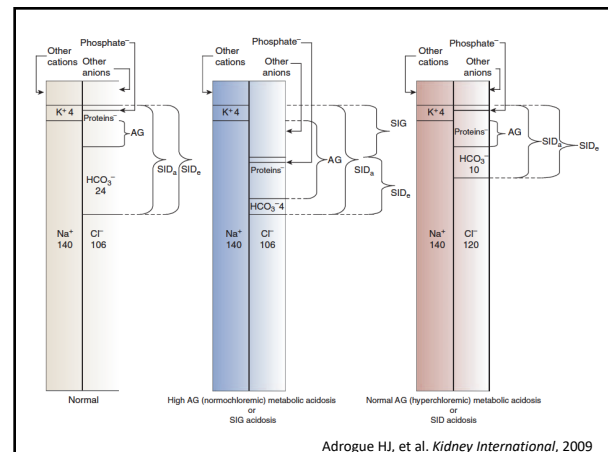 Other
cations
Phosphate⁻
Other
anions
K⁺ 4
Proteins⁻
AG
HCO₃⁻
24
SIDₐ
SIDₑ
Na⁺
140
Cl⁻
106
Normal
Other
cations
Phosphate⁻
Other
anions
K⁺ 4
Proteins⁻
HCO₃⁻ 4
AG
SIDₐ
SIG
SIDₑ
Na⁺
140
Cl⁻
106
High AG (normochloremic) metabolic acidosis
or
SIG acidosis
Other
cations
Phosphate⁻
Other
anions
K⁺ 4
Proteins⁻
AG
HCO₃⁻
10
SIDₐ
SIDₑ
Na⁺
140
Cl⁻
120
Normal AG (hyperchloremic) metabolic acidosis
or
SID acidosis
Adrogue HJ, et al. Kidney International, 2009